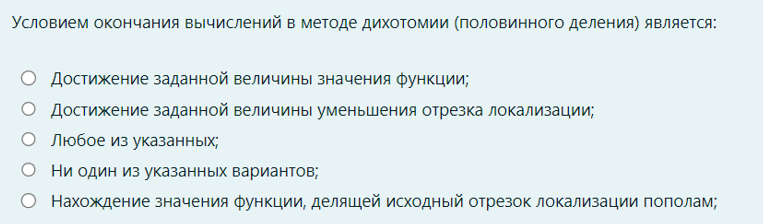 Условием окончания вычислений в методе дихотомии (половинного деления) является:
Достижение заданной величины значения функции;
Достижение заданной величины уменьшения отрезка локализации;
Любое из указанных;
Ни один из указанных вариантов;
Нахождение значения функции, делящей исходный отрезок локализации пополам;